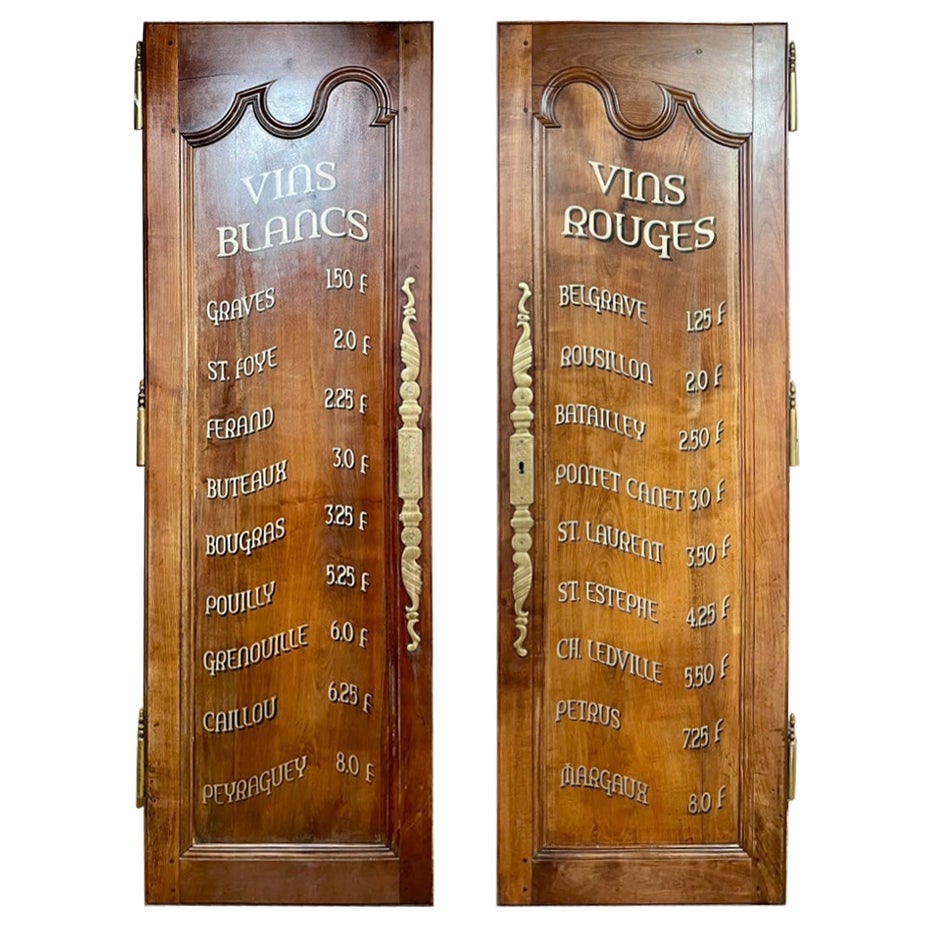 VINS
BLANCS
GRAVES 1.50 F
ST. FOYE 2.0 F
FERAND 2.25 F
BUTEAUX 3.0 F
BOUGRAS 3.25 F
POUILLY 5.25 F
GRENOUILLE 6.0 F
CAILLOU 6.25 F
PEYRAGUEY 8.0 F
VINS
ROUGES
BELGRAVE 1.25 F
ROUSILLON 2.0 F
BATAILLEY 2.50 F
PONTET CANET 3.0 F
ST. LAURENT 3.50 F
ST. ESTEPHE 4.25 F
CH. LEDVILLE 5.50 F
PETRUS 7.25 F
MARGAUX 8.0 F